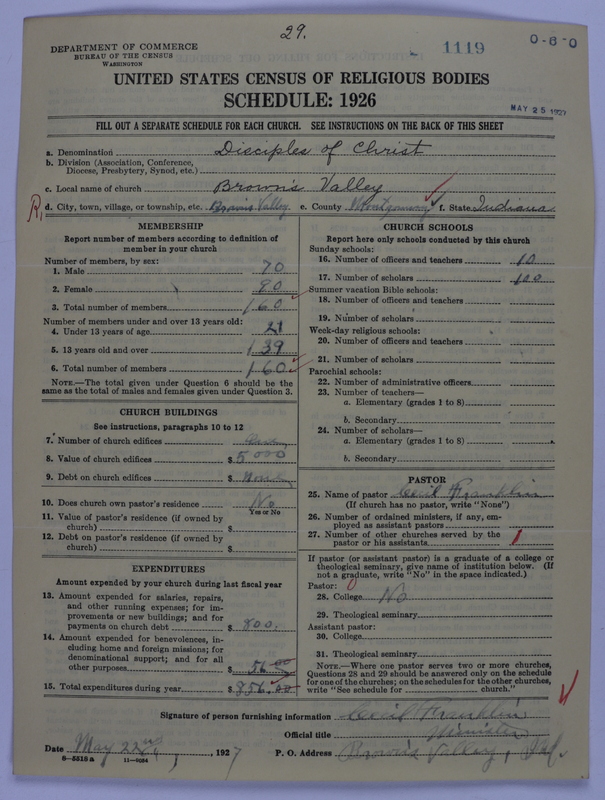 29.
DEPARTMENT OF COMMERCE
BUREAU OF THE CENSUS
WASHINGTON
1119
0-8-0
UNITED STATES CENSUS OF RELIGIOUS BODIES
SCHEDULE: 1926
MAY 25 1927
FILL OUT A SEPARATE SCHEDULE FOR EACH CHURCH. SEE INSTRUCTIONS ON THE BACK OF THIS SHEET
a. Denomination Disciples of Christ
b. Division (Association, Conference, Diocese, Presbytery, Synod, etc.)
c. Local name of church Brown's Valley
R1 d. City, town, village, or township, etc. Browns Valley e. County Montgomery f. State Indiana
MEMBERSHIP
Report number of members according to definition of
member in your church
Number of members, by sex:
1. Male 70
2. Female 90
3. Total number of members 160
Number of members under and over 13 years old:
4. Under 13 years of age 21
5. 13 years old and over 139
6. Total number of members 160
NOTE.—The total given under Question 6 should be the
same as the total of males and females given under Question 3.
CHURCH BUILDINGS
See instructions, paragraphs 10 to 12
7. Number of church edifices
8. Value of church edifices $5000
9. Debt on church edifices $
10. Does church own pastor's residence No
Yes or No
11. Value of pastor's residence (if owned by
church) $
12. Debt on pastor's residence (if owned by
church) $
EXPENDITURES
Amount expended by your church during last fiscal year
13. Amount expended for salaries, repairs,
and other running expenses; for im-
provements or new buildings; and for
payments on church debt $ 800.
14. Amount expended for benevolences, in-
cluding home and foreign missions; for
denominational support; and for all
other purposes $ 56.00
15. Total expenditures during year $856.00
CHURCH SCHOOLS
Report here only schools conducted by this church
Sunday schools:
16. Number of officers and teachers 10
17. Number of scholars 100
Summer vacation Bible schools:
18. Number of officers and teachers
19. Number of scholars
Week-day religious schools:
20. Number of officers and teachers
21. Number of scholars
Parochial schools:
22. Number of administrative officers
23. Number of teachers—
a. Elementary (grades 1 to 8)
b. Secondary
24. Number of scholars—
a. Elementary (grades 1 to 8)
b. Secondary
PASTOR
25. Name of pastor Cecil Franklin
(If church has no pastor, write "None")
26. Number of ordained ministers, if any, em-
ployed as assistant pastors
27. Number of other churches served by the
pastor or his assistants 1
If pastor (or assistant pastor) is a graduate of a college or
theological seminary, give name of institution below. (If
not a graduate, write "No" in the space indicated.)
Pastor: 0
28. College No
29. Theological seminary
Assistant pastor:
30. College
31. Theological seminary
NOTE.—Where one pastor serves two or more churches,
Questions 28 and 29 should be answered only on the schedule
for one of the churches; on the schedules for the other churches,
write "See schedule for church."
Signature of person furnishing information Cecil Franklin
Official title Minister
Date May 22nd, 1927 P. O. Address Brown's Valley, Ind.
8-5518 a 11-9054